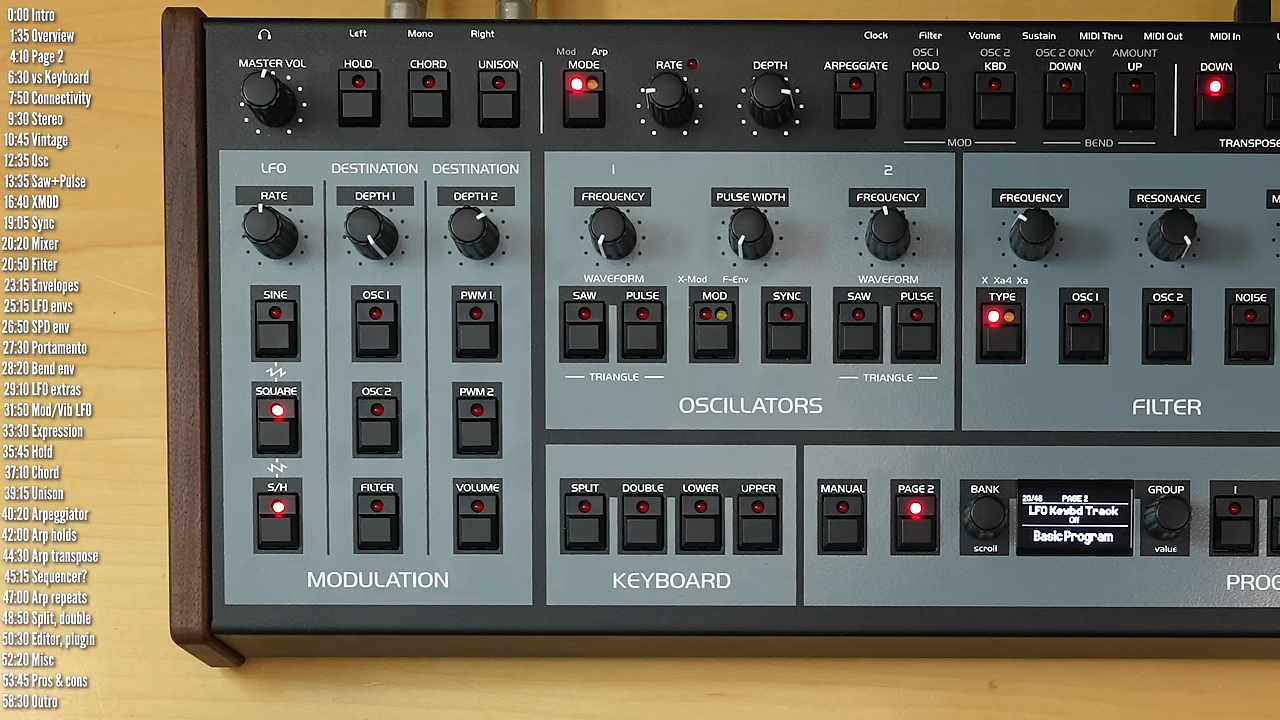 0:00 Intro
1:35 Overview
4:10 Page 2
6:30 vs Keyboard
7:50 Connectivity
9:30 Stereo
10:45 Vintage
12:35 Osc
13:35 Saw+Pulse
16:40 XMOD
19:05 Sync
20:20 Mixer
20:50 Filter
23:15 Envelopes
25:15 LFO envs
26:50 SPD env
27:30 Portamento
28:20 Bend env
29:10 LFO extras
31:50 Mod/Vib LFO
33:30 Expression
35:45 Hold
37:10 Chord
39:15 Unison
40:20 Arpeggiator
42:00 Arp holds
44:30 Arp transpose
45:15 Sequencer?
47:00 Arp repeats
48:50 Split, double
50:30 Editor, plugin
52:20 Misc
53:45 Pros & cons
58:30 Outro
Left Mono Right
Clock Filter Volume Sustain MIDI Thru MIDI Out MIDI In
Mod Arp
OSC 1 OSC 2 OSC 2 ONLY AMOUNT
MASTER VOL HOLD CHORD UNISON MODE RATE DEPTH ARPEGGIATE HOLD KBD DOWN UP DOWN
MOD BEND TRANSPOSE
LFO DESTINATION DESTINATION
RATE DEPTH 1 DEPTH 2
SINE OSC 1 PWM 1
SQUARE OSC 2 PWM 2
S/H FILTER VOLUME
MODULATION
1 2
FREQUENCY PULSE WIDTH FREQUENCY
WAVEFORM X-Mod F-Env WAVEFORM
SAW PULSE MOD SYNC SAW PULSE
TRIANGLE TRIANGLE
OSCILLATORS
FREQUENCY RESONANCE
X Xa4 Xa
TYPE OSC 1 OSC 2 NOISE
FILTER
SPLIT DOUBLE LOWER UPPER
KEYBOARD
MANUAL PAGE 2 BANK GROUP 1
scroll value
20/46 PAGE 2
LFO Keybd Track
Off
Basic Program
PROG